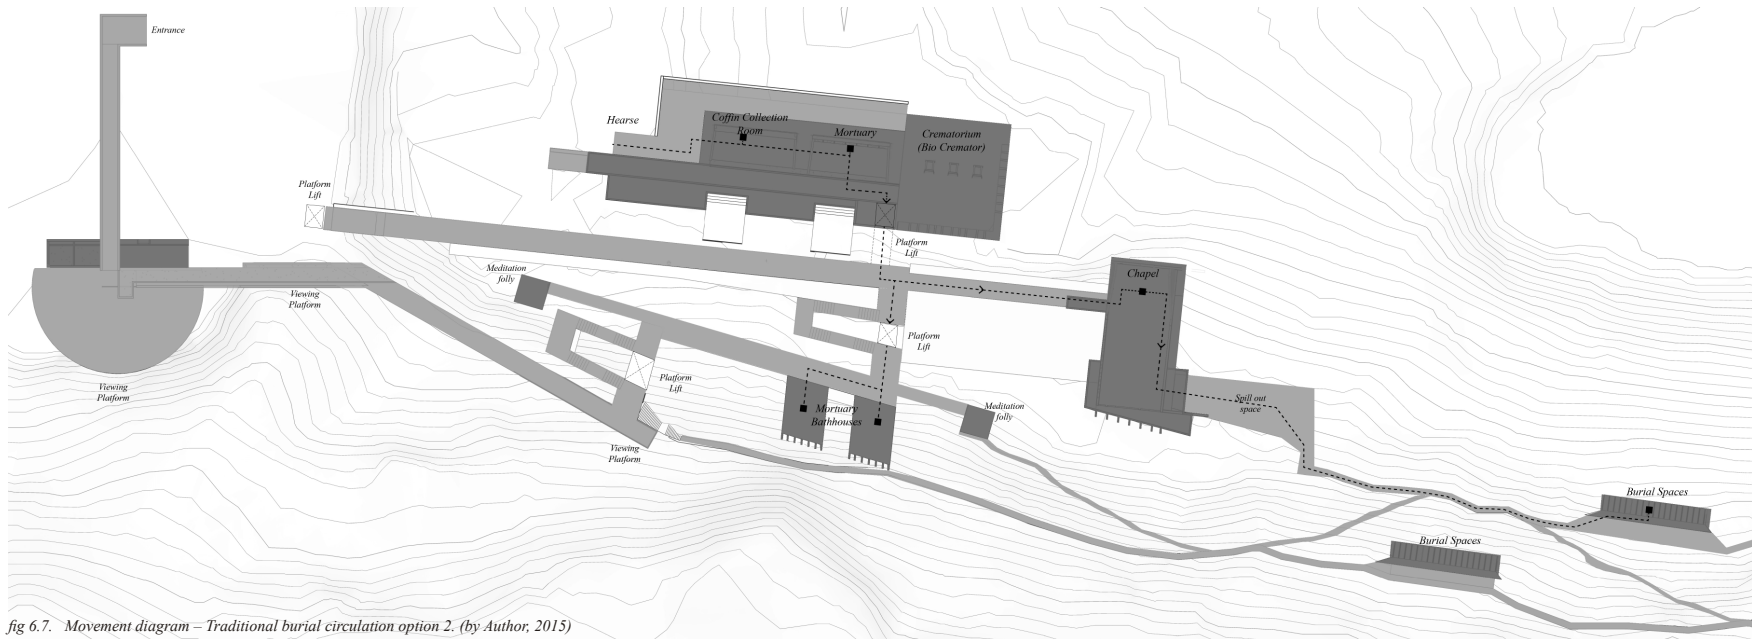 Entrance
Hearse
Coffin Collection
Room
Mortuary
Crematorium
(Bio Cremator)
Platform
Lift
Platform
Lift
Meditation
folly
Chapel
Viewing
Platform
Platform
Lift
Platform
Lift
Viewing
Platform
Spill out
space
Mortuary
Bathhouses
Meditation
folly
Viewing
Platform
Burial Spaces
Burial Spaces
fig 6.7. Movement diagram – Traditional burial circulation option 2. (by Author, 2015)